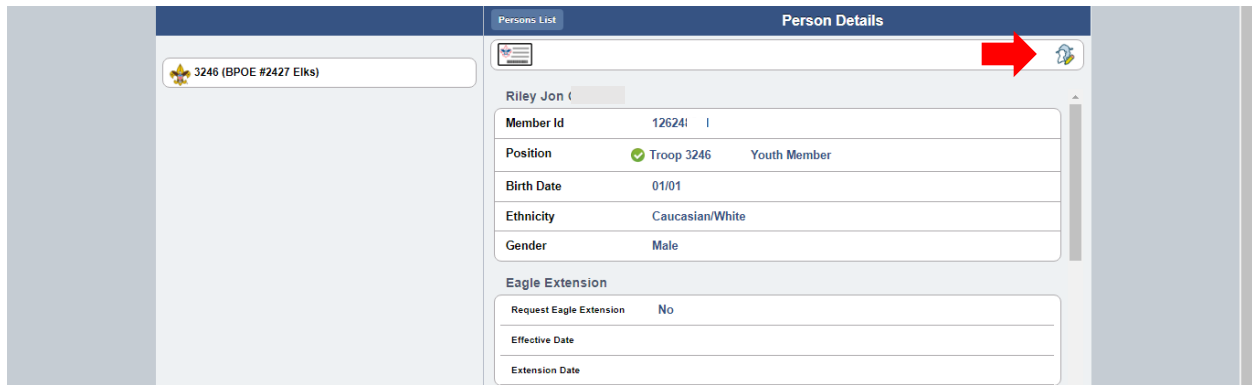 Persons List
Person Details
3246 (BPOE #2427 Elks)
Riley Jon
Member Id
Position Troop 3246 Youth Member
Birth Date 01/01
Ethnicity Caucasian/White
Gender Male
Eagle Extension
Request Eagle Extension No
Effective Date
Extension Date